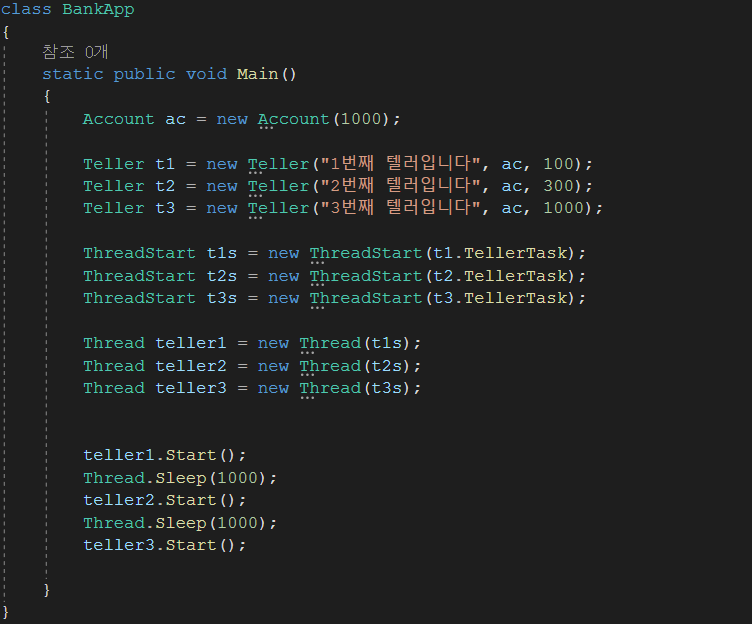 class BankApp
{
참조 0개
static public void Main()
{
Account ac = new Account(1000);
Teller t1 = new Teller("1번째 텔러입니다", ac, 100);
Teller t2 = new Teller("2번째 텔러입니다", ac, 300);
Teller t3 = new Teller("3번째 텔러입니다", ac, 1000);
ThreadStart t1s = new ThreadStart(t1.TellerTask);
ThreadStart t2s = new ThreadStart(t2.TellerTask);
ThreadStart t3s = new ThreadStart(t3.TellerTask);
Thread teller1 = new Thread(t1s);
Thread teller2 = new Thread(t2s);
Thread teller3 = new Thread(t3s);
teller1.Start();
Thread.Sleep(1000);
teller2.Start();
Thread.Sleep(1000);
teller3.Start();
}
}